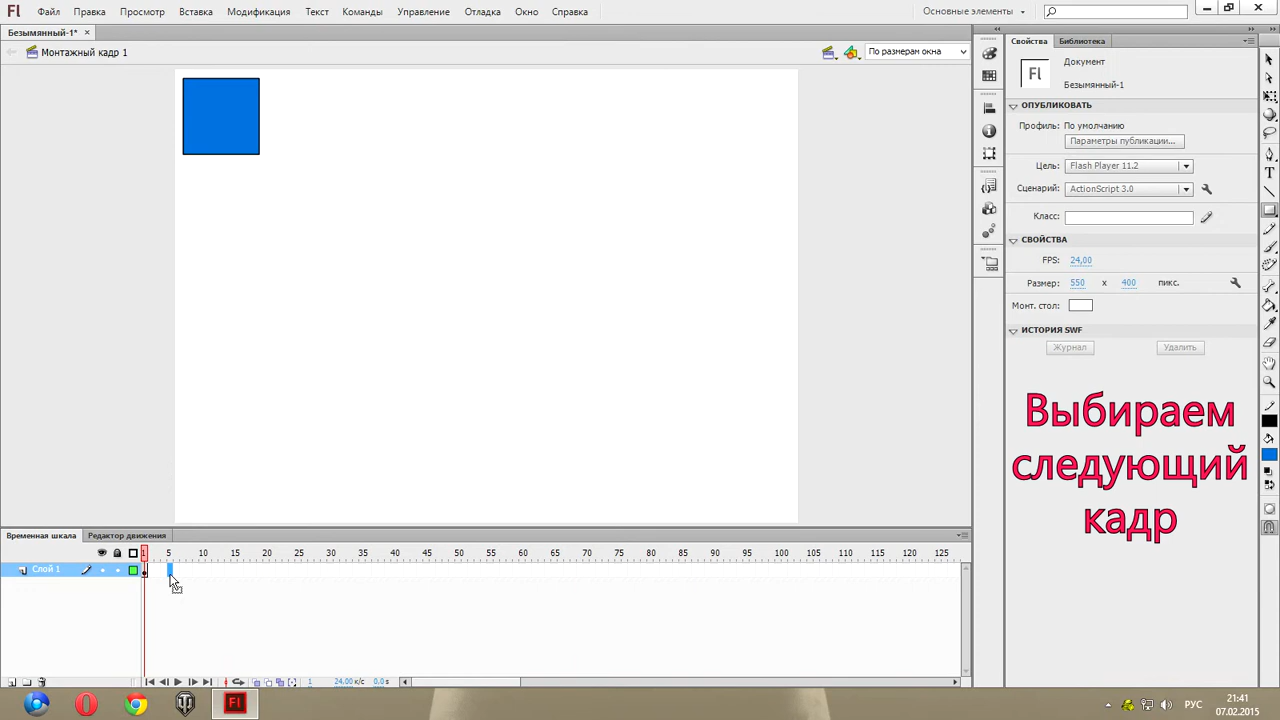 Fl Файл Правка Просмотр Вставка Модификация Текст Команды Управление Отладка Окно Справка Основные элементы
Безымянный-1* ×
Монтажный кадр 1 По размерам окна
Свойства Библиотека
Fl
Документ
Безымянный-1
ОПУБЛИКОВАТЬ
Профиль: По умолчанию
Параметры публикации...
Цель: Flash Player 11.2
Сценарий: ActionScript 3.0
Класс:
СВОЙСТВА
FPS: 24,00
Размер: 550 x 400 пикс.
Монт. стол:
ИСТОРИЯ SWF
Журнал Удалить
Выбираем
следующий
кадр
Временная шкала Редактор движения
1 5 10 15 20 25 30 35 40 45 50 55 60 65 70 75 80 85 90 95 100 105 110 115 120 125
Слой 1
1 24,00 к/с 0,0 s
Fl
РУС
21:41
07.02.2015